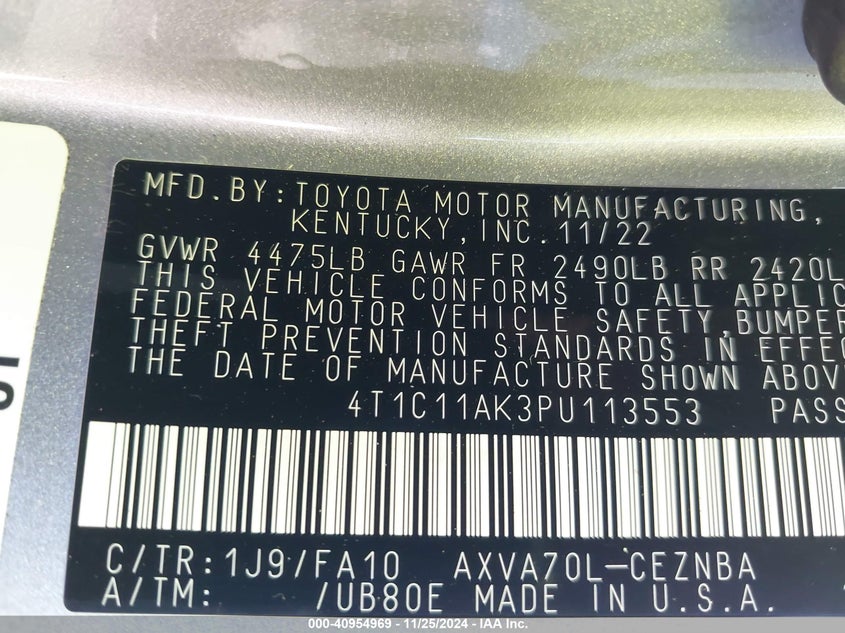 MFD.BY:TOYOTA MOTOR MANUFACTURING,
KENTUCKY,INC.11/22
GVWR 4475LB GAWR FR 2490LB RR 2420L
THIS VEHICLE CONFORMS TO ALL APPLIC
FEDERAL MOTOR VEHICLE SAFETY,BUMPER
THEFT PREVENTION STANDARDS IN EFFEC
THE DATE OF MANUFACTURE SHOWN ABOV
4T1C11AK3PU113553 PASS
C/TR:1J9/FA10 AXVA70L-CEZNBA
A/TM: /UB80E MADE IN U.S.A.
000-40954969 - 11/25/2024 - IAA Inc.